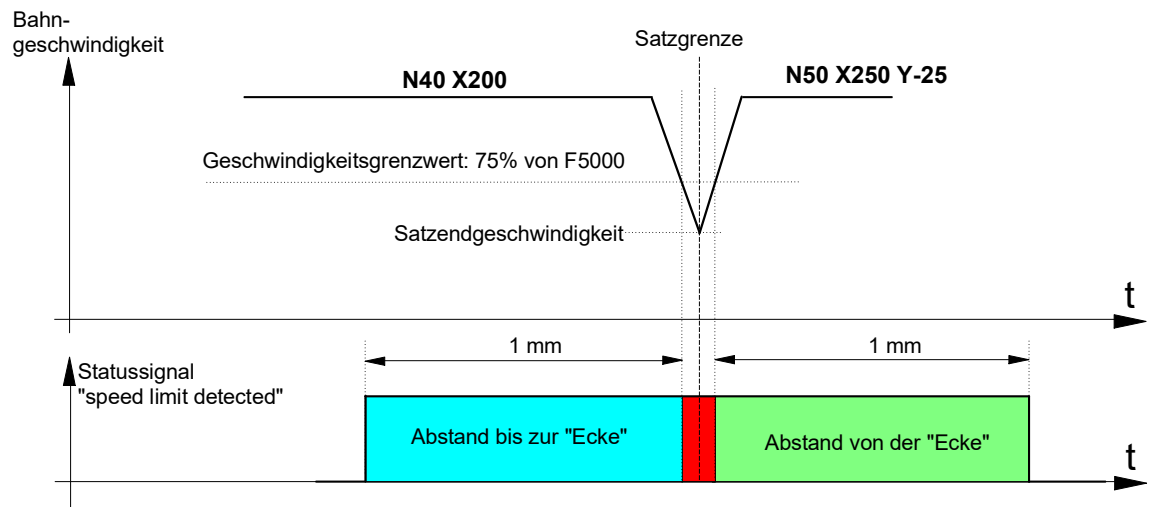 Bahn-
geschwindigkeit
Satzgrenze
N40 X200
N50 X250 Y-25
Geschwindigkeitsgrenzwert: 75% von F5000
Satzendgeschwindigkeit
t
1 mm
1 mm
Statussignal
"speed limit detected"
Abstand bis zur "Ecke"
Abstand von der "Ecke"
t